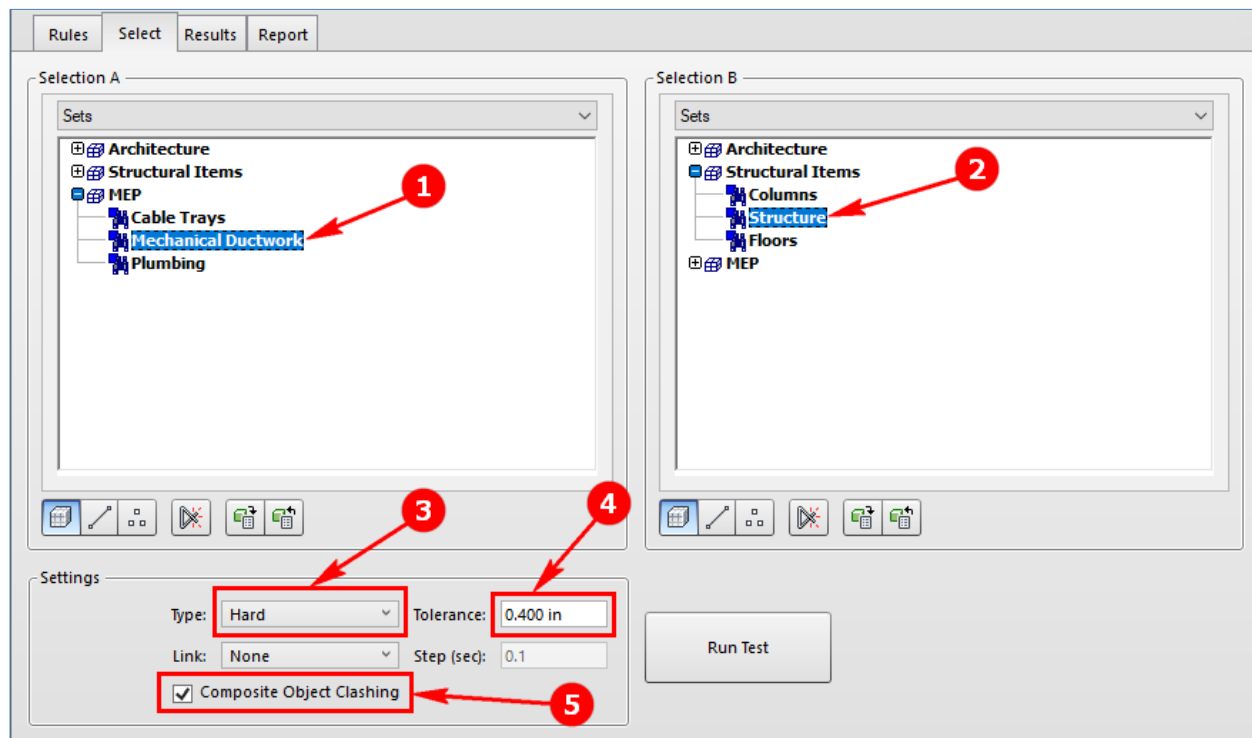 Rules Select Results Report
Selection A
Sets
Architecture
Structural Items
MEP
Cable Trays
Mechanical Ductwork
Plumbing
1
Selection B
Sets
Architecture
Structural Items
Columns
Structure
Floors
MEP
2
3
4
Settings
Type: Hard Tolerance: 0.400 in
Link: None Step (sec): 0.1
Composite Object Clashing
5
Run Test